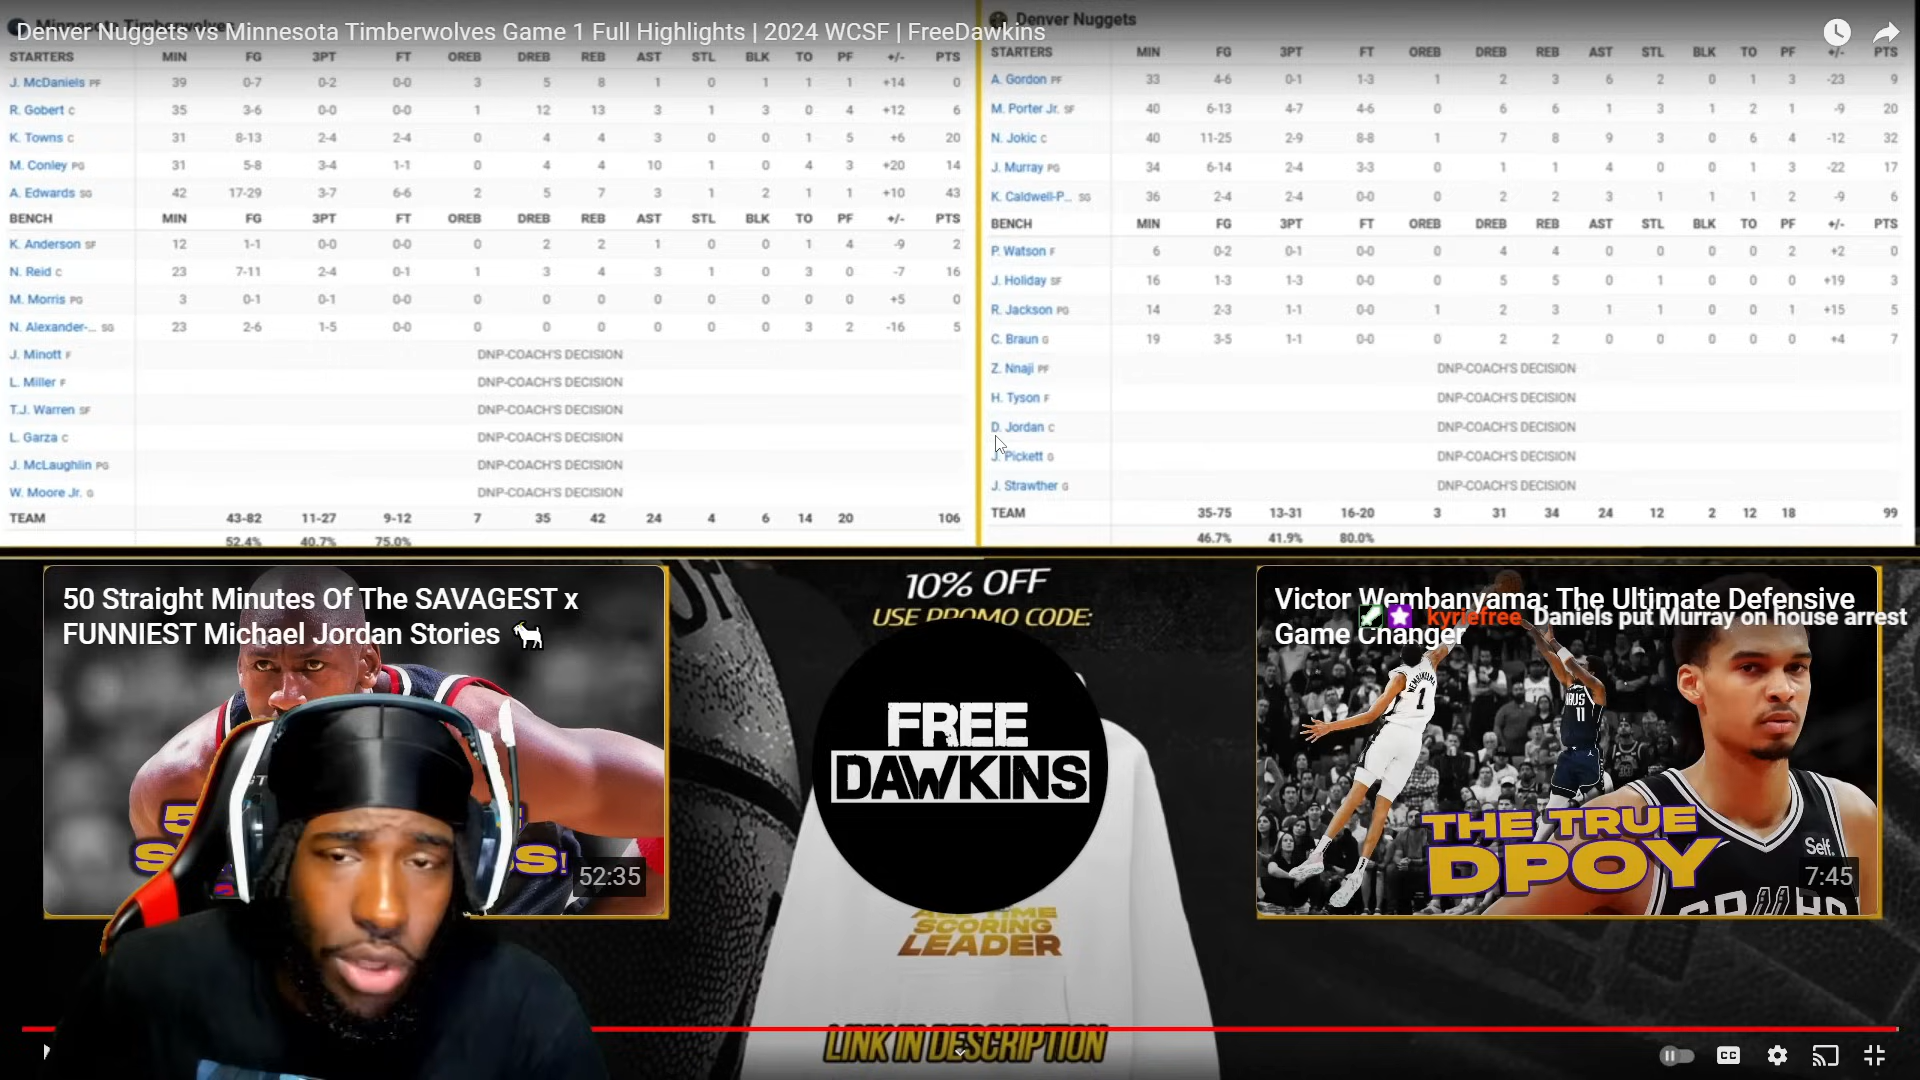 Denver Nuggets vs Minnesota Timberwolves Game 1 Full Highlights | 2024 WCSF | FreeDawkins
Minnesota Timberwolves
STARTERS MIN FG 3PT FT OREB DREB REB AST STL BLK TO PF +/- PTS
J. McDaniels PF 39 0-7 0-2 0-0 3 5 8 1 0 1 1 1 +14 0
R. Gobert C 35 3-6 0-0 0-0 1 12 13 3 1 3 0 4 +12 6
K. Towns C 31 8-13 2-4 2-4 0 4 4 3 0 0 1 5 +6 20
M. Conley PG 31 5-8 3-4 1-1 0 4 4 10 1 0 4 3 +20 14
A. Edwards SG 42 17-29 3-7 6-6 2 5 7 3 1 2 1 1 +10 43
BENCH MIN FG 3PT FT OREB DREB REB AST STL BLK TO PF +/- PTS
K. Anderson SF 12 1-1 0-0 0-0 0 2 2 1 0 0 1 4 -9 2
N. Reid C 23 7-11 2-4 0-1 1 3 4 3 1 0 3 0 -7 16
M. Morris PG 3 0-1 0-1 0-0 0 0 0 0 0 0 0 0 +5 0
N. Alexander-... SG 23 2-6 1-5 0-0 0 0 0 0 0 0 3 2 -16 5
J. Minott F DNP-COACH'S DECISION
L. Miller F DNP-COACH'S DECISION
T.J. Warren SF DNP-COACH'S DECISION
L. Garza C DNP-COACH'S DECISION
J. McLaughlin PG DNP-COACH'S DECISION
W. Moore Jr. G DNP-COACH'S DECISION
TEAM 43-82 11-27 9-12 7 35 42 24 4 6 14 20 106
52.4% 40.7% 75.0%
Denver Nuggets
STARTERS MIN FG 3PT FT OREB DREB REB AST STL BLK TO PF +/- PTS
A. Gordon PF 33 4-6 0-1 1-3 1 2 3 6 2 0 1 3 -23 9
M. Porter Jr. SF 40 6-13 4-7 4-6 0 6 6 1 3 1 2 1 -9 20
N. Jokic C 40 11-25 2-9 8-8 1 7 8 9 3 0 6 4 -12 32
J. Murray PG 34 6-14 2-4 3-3 0 1 1 4 0 0 1 3 -22 17
K. Caldwell-P... SG 36 2-4 2-4 0-0 0 2 2 3 1 1 1 2 -9 6
BENCH MIN FG 3PT FT OREB DREB REB AST STL BLK TO PF +/- PTS
P. Watson F 6 0-2 0-1 0-0 0 4 4 0 0 0 0 2 +2 0
J. Holiday SF 16 1-3 1-3 0-0 0 5 5 0 1 0 0 0 +19 3
R. Jackson PG 14 2-3 1-1 0-0 1 2 3 1 1 0 0 1 +15 5
C. Braun G 19 3-5 1-1 0-0 0 2 2 0 0 0 0 0 +4 7
Z. Nnaji PF DNP-COACH'S DECISION
H. Tyson F DNP-COACH'S DECISION
D. Jordan C DNP-COACH'S DECISION
J. Pickett G DNP-COACH'S DECISION
J. Strawther G DNP-COACH'S DECISION
TEAM 35-75 13-31 16-20 3 31 34 24 12 2 12 18 99
46.7% 41.9% 80.0%
50 Straight Minutes Of The SAVAGEST x
FUNNIEST Michael Jordan Stories
52:35
10% OFF
USE PROMO CODE:
FREE
DAWKINS
ALL TIME
SCORING
LEADER
LINK IN DESCRIPTION
Victor Wembanyama: The Ultimate Defensive
Game Changer
kyriefree Daniels put Murray on house arrest
WEMBANYAMA
1
11
Self.
THE TRUE
DPOY
7:45
CC